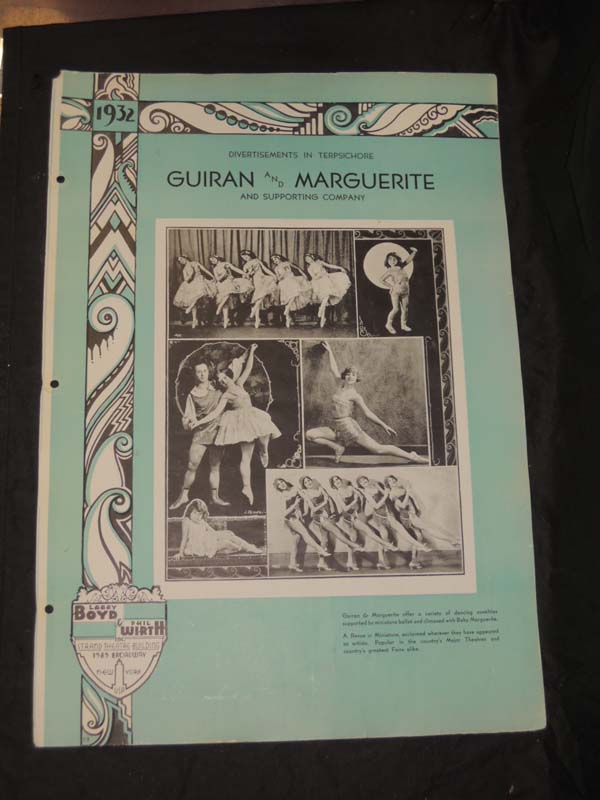 1932
DIVERTISEMENTS IN TERPSICHORE
GUIRAN AND MARGUERITE
AND SUPPORTING COMPANY
Guiran & Marguerite offer a variety of dancing novelties
supported by miniature ballet and climaxed with Baby Marguerite.
A Revue in Miniature, acclaimed wherever they have appeared
as artists. Popular in the country's Major Theatres and
country's greatest Fairs alike.
LARRY
BOYD
& PHIL
WIRTH
INC
STRAND THEATRE BUILDING
1579 BROADWAY
NEW YORK
USA